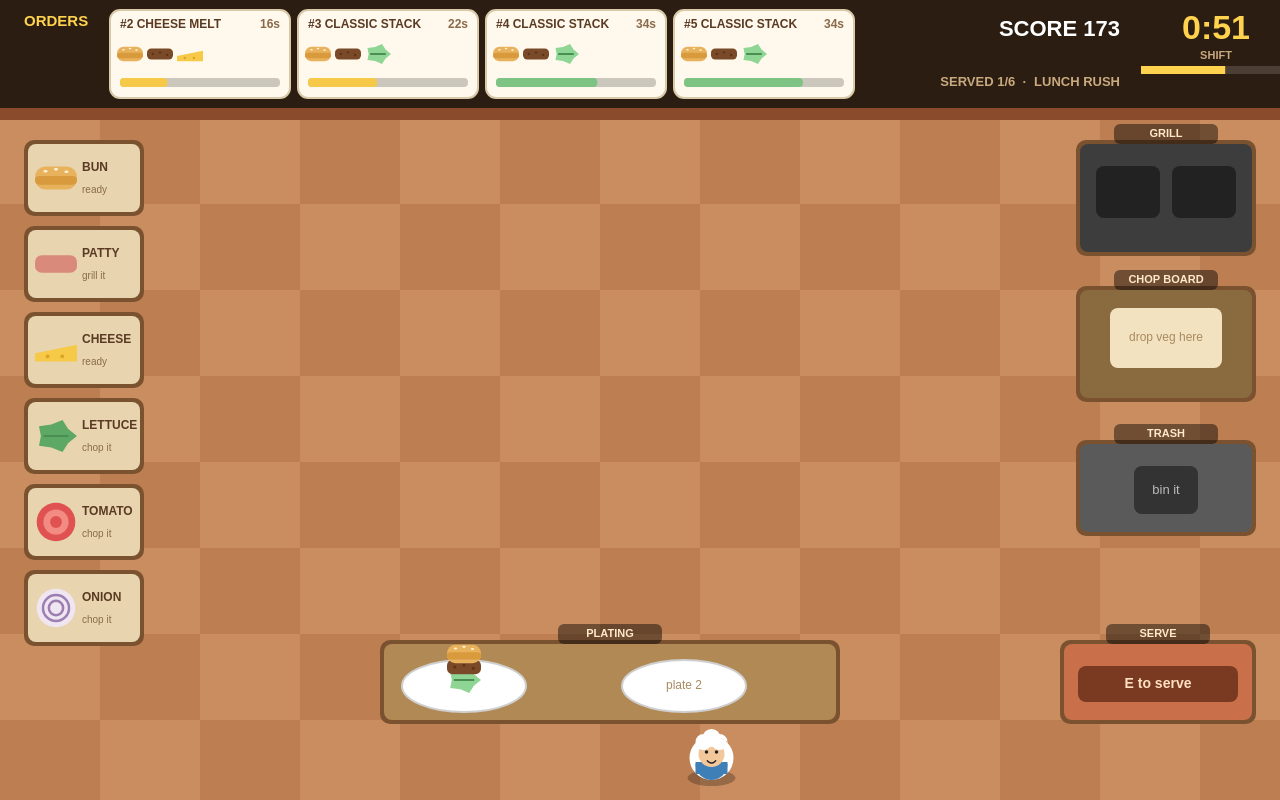 ORDERS
#2 CHEESE MELT 16s
#3 CLASSIC STACK 22s
#4 CLASSIC STACK 34s
#5 CLASSIC STACK 34s
SCORE 173
SERVED 1/6 · LUNCH RUSH
0:51
SHIFT
BUN
ready
PATTY
grill it
CHEESE
ready
LETTUCE
chop it
TOMATO
chop it
ONION
chop it
GRILL
CHOP BOARD
drop veg here
TRASH
bin it
PLATING
plate 2
SERVE
E to serve